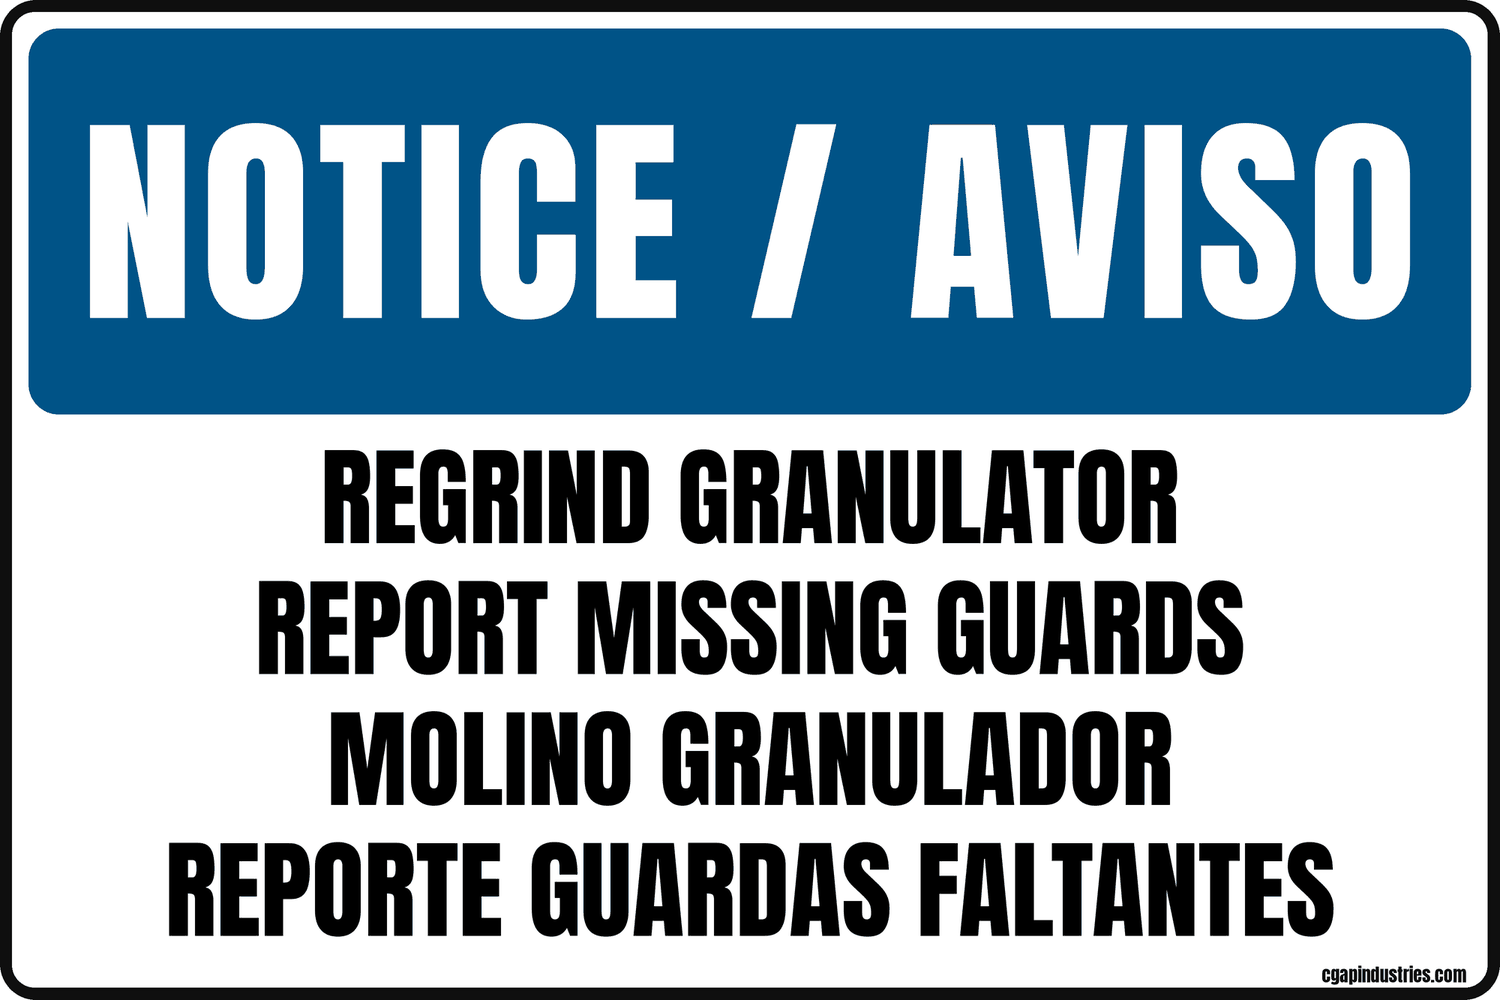 NOTICE / AVISO
REGRIND GRANULATOR
REPORT MISSING GUARDS
MOLINO GRANULADOR
REPORTE GUARDAS FALTANTES
cgapindustries.com